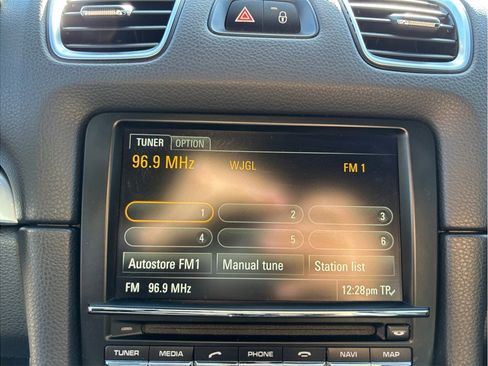 TUNER OPTION
96.9 MHz WJGL FM 1
1 2 3
4 5 6
Autostore FM1 Manual tune Station list
FM 96.9 MHz 12:28pm TP✓
TUNER MEDIA PHONE NAVI MAP